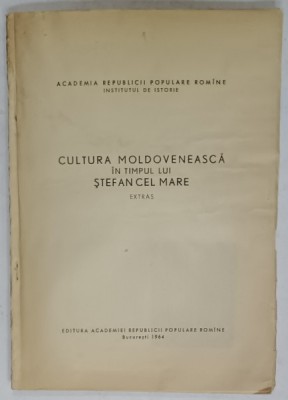 ACADEMIA REPUBLICII POPULARE ROMÎNE
INSTITUTUL DE ISTORIE
CULTURA MOLDOVENEASCĂ
ÎN TIMPUL LUI
ŞTEFAN CEL MARE
EXTRAS
EDITURA ACADEMIEI REPUBLICII POPULARE ROMÎNE
Bucureşti 1964